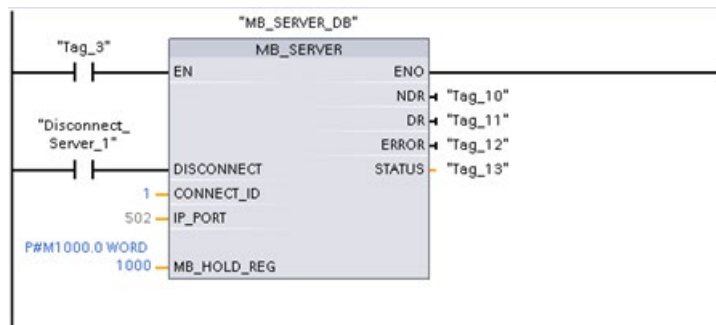 "MB_SERVER_DB"
"Tag_3"
MB_SERVER
EN
ENO
NDR
"Tag_10"
DR
"Tag_11"
"Disconnect_
Server_1"
ERROR
"Tag_12"
DISCONNECT
STATUS
"Tag_13"
1
CONNECT_ID
502
IP_PORT
P#M1000.0 WORD
1000
MB_HOLD_REG